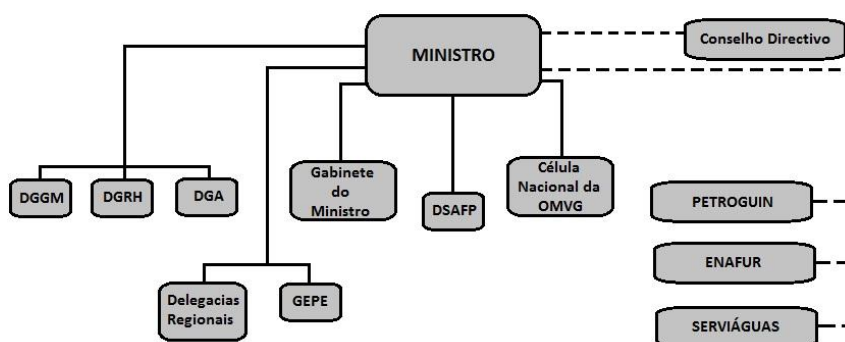 MINISTRO
Conselho Directivo
DGGM
DGRH
DGA
Gabinete
do
Ministro
DSAFP
Célula
Nacional da
OMVG
PETROGUIN
Delegacias
Regionais
GEPE
ENAFUR
SERVIÁGUAS